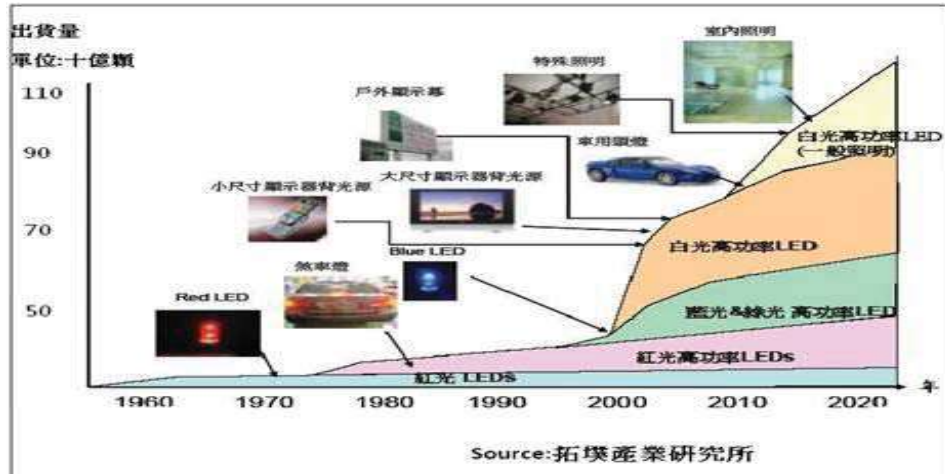 出貨量
單位:十億顆
110
90
70
50
室內照明
特殊照明
戶外顯示幕
車用頭燈
大尺寸顯示器背光源
小尺寸顯示器背光源
Blue LED
煞車燈
Red LED
白光高功率LED
(一般照明)
白光高功率LED
藍光&綠光 高功率LED
紅光高功率LEDs
紅光 LEDs
1960
1970
1980
1990
2000
2010
2020
年
Source:拓墣產業研究所